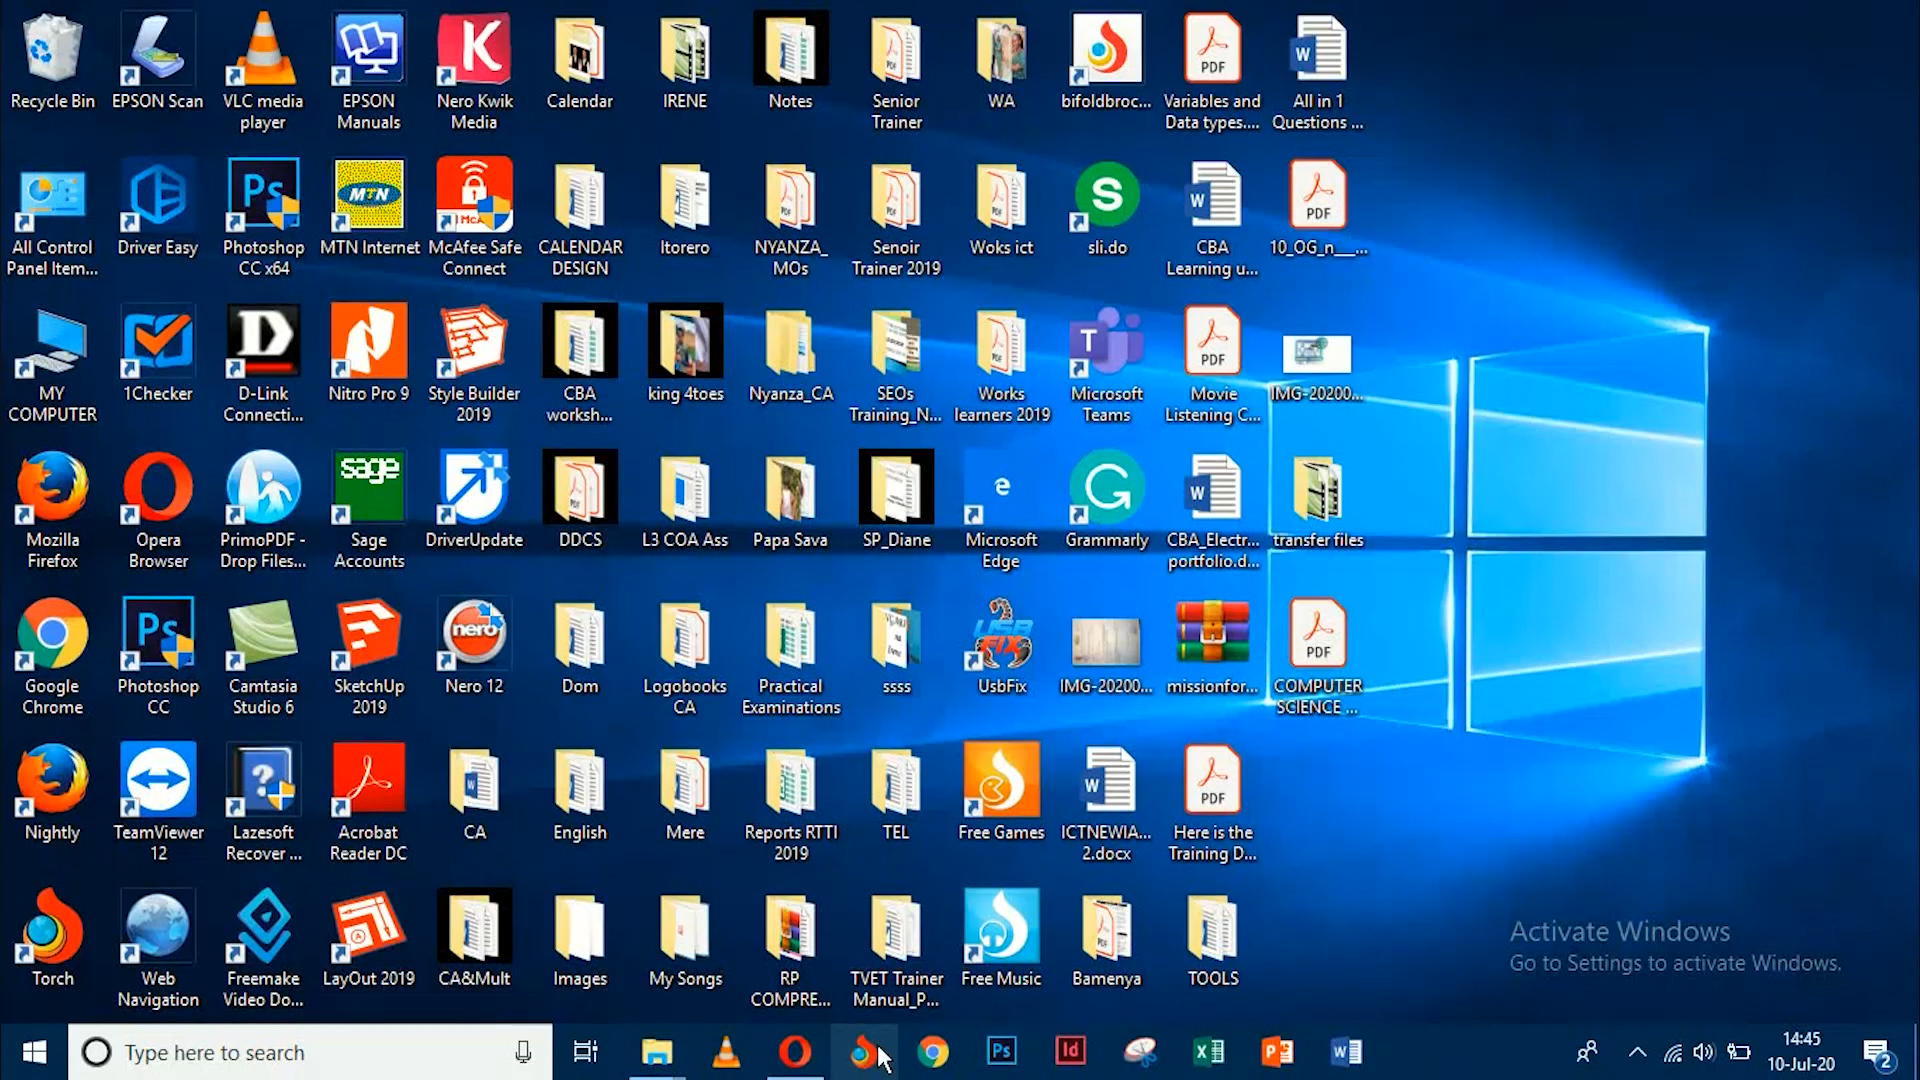 Recycle Bin
EPSON Scan
VLC media
player
EPSON
Manuals
Nero Kwik
Media
Calendar
IRENE
Notes
Senior
Trainer
WA
bifoldbroc...
Variables and
Data types....
All in 1
Questions ...
All Control
Panel Item...
Driver Easy
Photoshop
CC x64
MTN Internet
McAfee Safe
Connect
CALENDAR
DESIGN
Itorero
NYANZA_
MOs
Senoir
Trainer 2019
Woks ict
sli.do
CBA
Learning u...
10_OG_n___...
MY
COMPUTER
1Checker
D-Link
Connecti...
Nitro Pro 9
Style Builder
2019
CBA
worksh...
king 4toes
Nyanza_CA
SEOs
Training_N...
Works
learners 2019
Microsoft
Teams
Movie
Listening C...
IMG-20200...
Mozilla
Firefox
Opera
Browser
PrimoPDF -
Drop Files...
Sage
Accounts
DriverUpdate
DDCS
L3 COA Ass
Papa Sava
SP_Diane
Microsoft
Edge
Grammarly
CBA_Electr...
portfolio.d...
transfer files
Google
Chrome
Photoshop
CC
Camtasia
Studio 6
SketchUp
2019
Nero 12
Dom
Logobooks
CA
Practical
Examinations
ssss
UsbFix
IMG-20200...
missionfor...
COMPUTER
SCIENCE ...
Nightly
TeamViewer
12
Lazesoft
Recover ...
Acrobat
Reader DC
CA
English
Mere
Reports RTTI
2019
TEL
Free Games
ICTNEWIA...
2.docx
Here is the
Training D...
Torch
Web
Navigation
Freemake
Video Do...
LayOut 2019
CA&Mult
Images
My Songs
RP
COMPRE...
TVET Trainer
Manual_P...
Free Music
Bamenya
TOOLS
Activate Windows
Go to Settings to activate Windows.
Type here to search
14:45
10-Jul-20
2